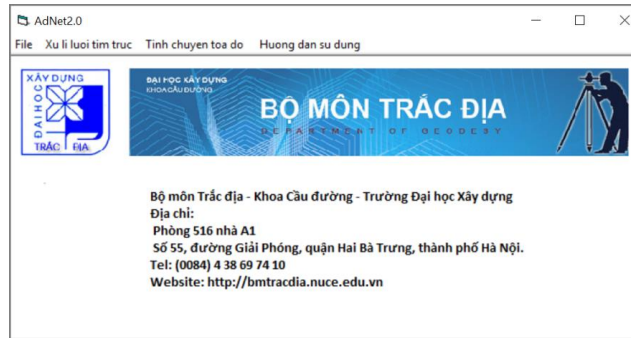 AdNet2.0
File Xu li luoi tim truc Tinh chuyen toa do Huong dan su dung
XÂY DỰNG
ĐẠI HỌC
TRẮC ĐỊA
ĐẠI HỌC XÂY DỰNG
KHOA CẦU ĐƯỜNG
BỘ MÔN TRẮC ĐỊA
DEPARTMENT OF GEODESY
Bộ môn Trắc địa - Khoa Cầu đường - Trường Đại học Xây dựng
Địa chỉ:
Phòng 516 nhà A1
Số 55, đường Giải Phóng, quận Hai Bà Trưng, thành phố Hà Nội.
Tel: (0084) 4 38 69 74 10
Website: http://bmtracdia.nuce.edu.vn